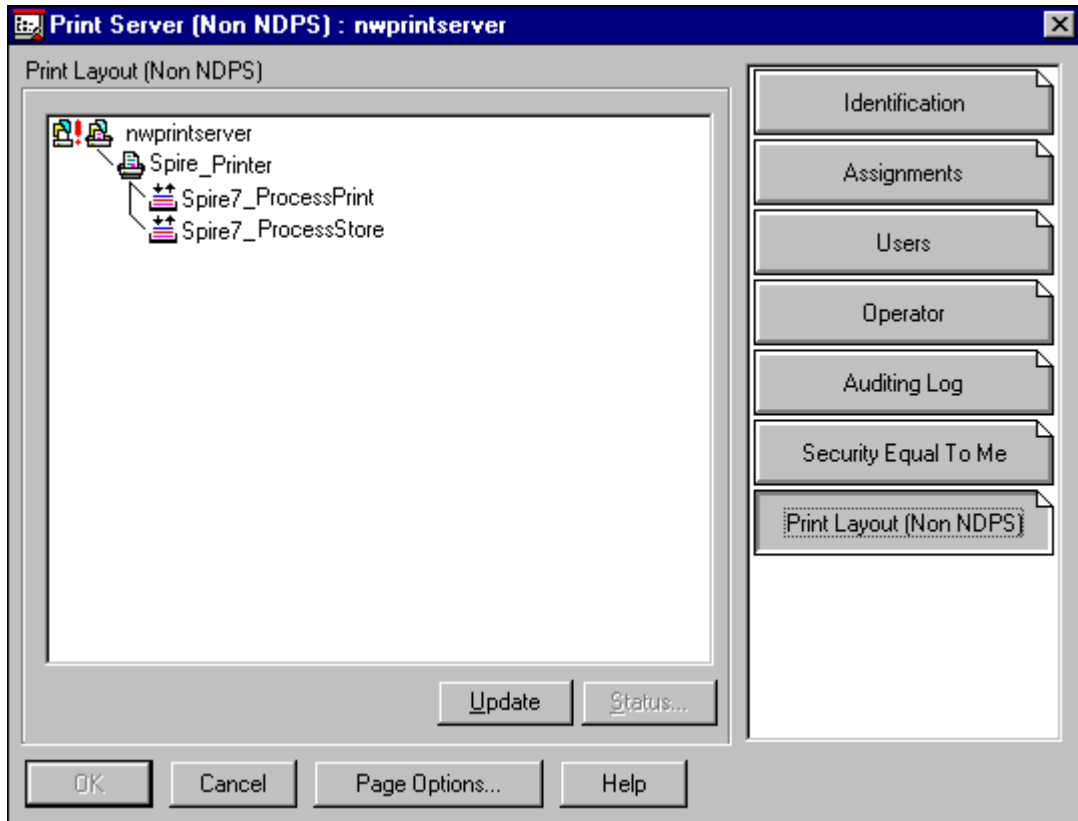 Print Server (Non NDPS) : nwprintserver
Print Layout (Non NDPS)
nwprintserver
Spire_Printer
Spire7_ProcessPrint
Spire7_ProcessStore
Update
Status...
Identification
Assignments
Users
Operator
Auditing Log
Security Equal To Me
Print Layout (Non NDPS)
OK
Cancel
Page Options...
Help